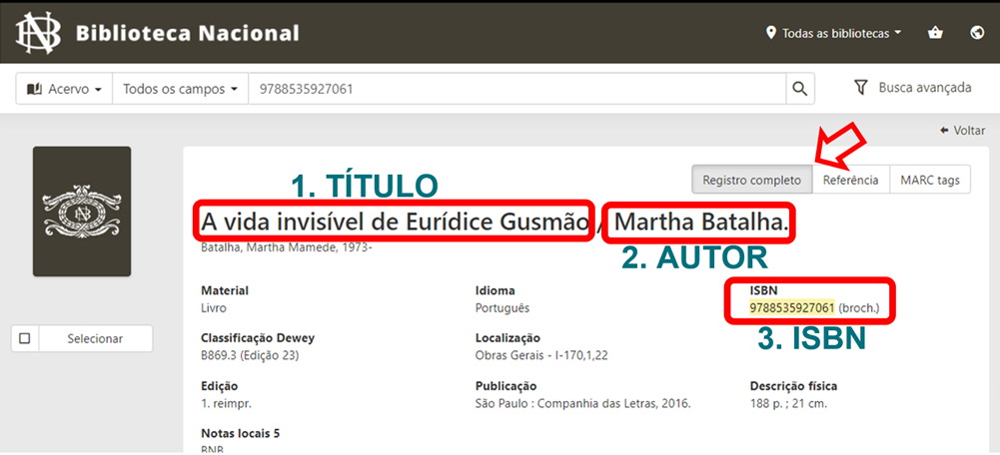 Biblioteca Nacional
Todas as bibliotecas
Acervo Todos os campos 9788535927061 Busca avançada
Voltar
Registro completo Referência MARC tags
1. TÍTULO
A vida invisível de Eurídice Gusmão / Martha Batalha.
Batalha, Martha Mamede, 1973-
2. AUTOR
Material Idioma ISBN
Livro Português 9788535927061 (broch.)
3. ISBN
Selecionar
Classificação Dewey Localização
B869.3 (Edição 23) Obras Gerais - I-170,1,22
Edição Publicação Descrição física
1. reimpr. São Paulo : Companhia das Letras, 2016. 188 p. ; 21 cm.
Notas locais 5
BNB